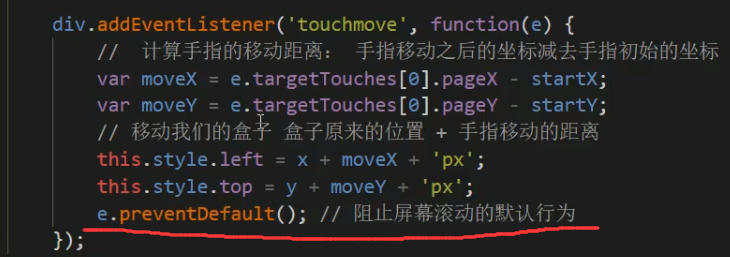 div.addEventListener('touchmove', function(e) {
//  计算手指的移动距离： 手指移动之后的坐标减去手指初始的坐标
var moveX = e.targetTouches[0].pageX - startX;
var moveY = e.targetTouches[0].pageY - startY;
// 移动我们的盒子 盒子原来的位置 + 手指移动的距离
this.style.left = x + moveX + 'px';
this.style.top = y + moveY + 'px';
e.preventDefault(); // 阻止屏幕滚动的默认行为
});